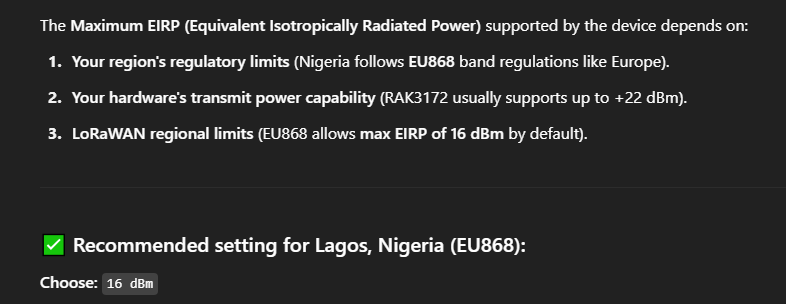 The Maximum EIRP (Equivalent Isotropically Radiated Power) supported by the device depends on:
1. Your region's regulatory limits (Nigeria follows EU868 band regulations like Europe).
2. Your hardware's transmit power capability (RAK3172 usually supports up to +22 dBm).
3. LoRaWAN regional limits (EU868 allows max EIRP of 16 dBm by default).
✅ Recommended setting for Lagos, Nigeria (EU868):
Choose: 16 dBm